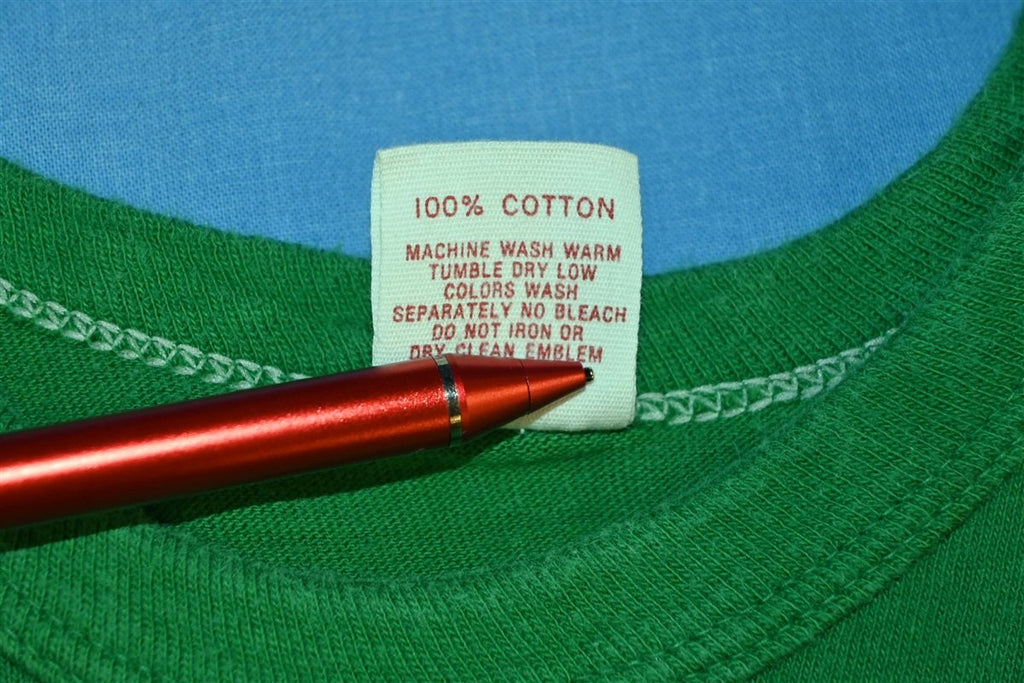 100% COTTON
MACHINE WASH WARM
TUMBLE DRY LOW
COLORS WASH
SEPARATELY NO BLEACH
DO NOT IRON OR
DRY CLEAN EMBLEM